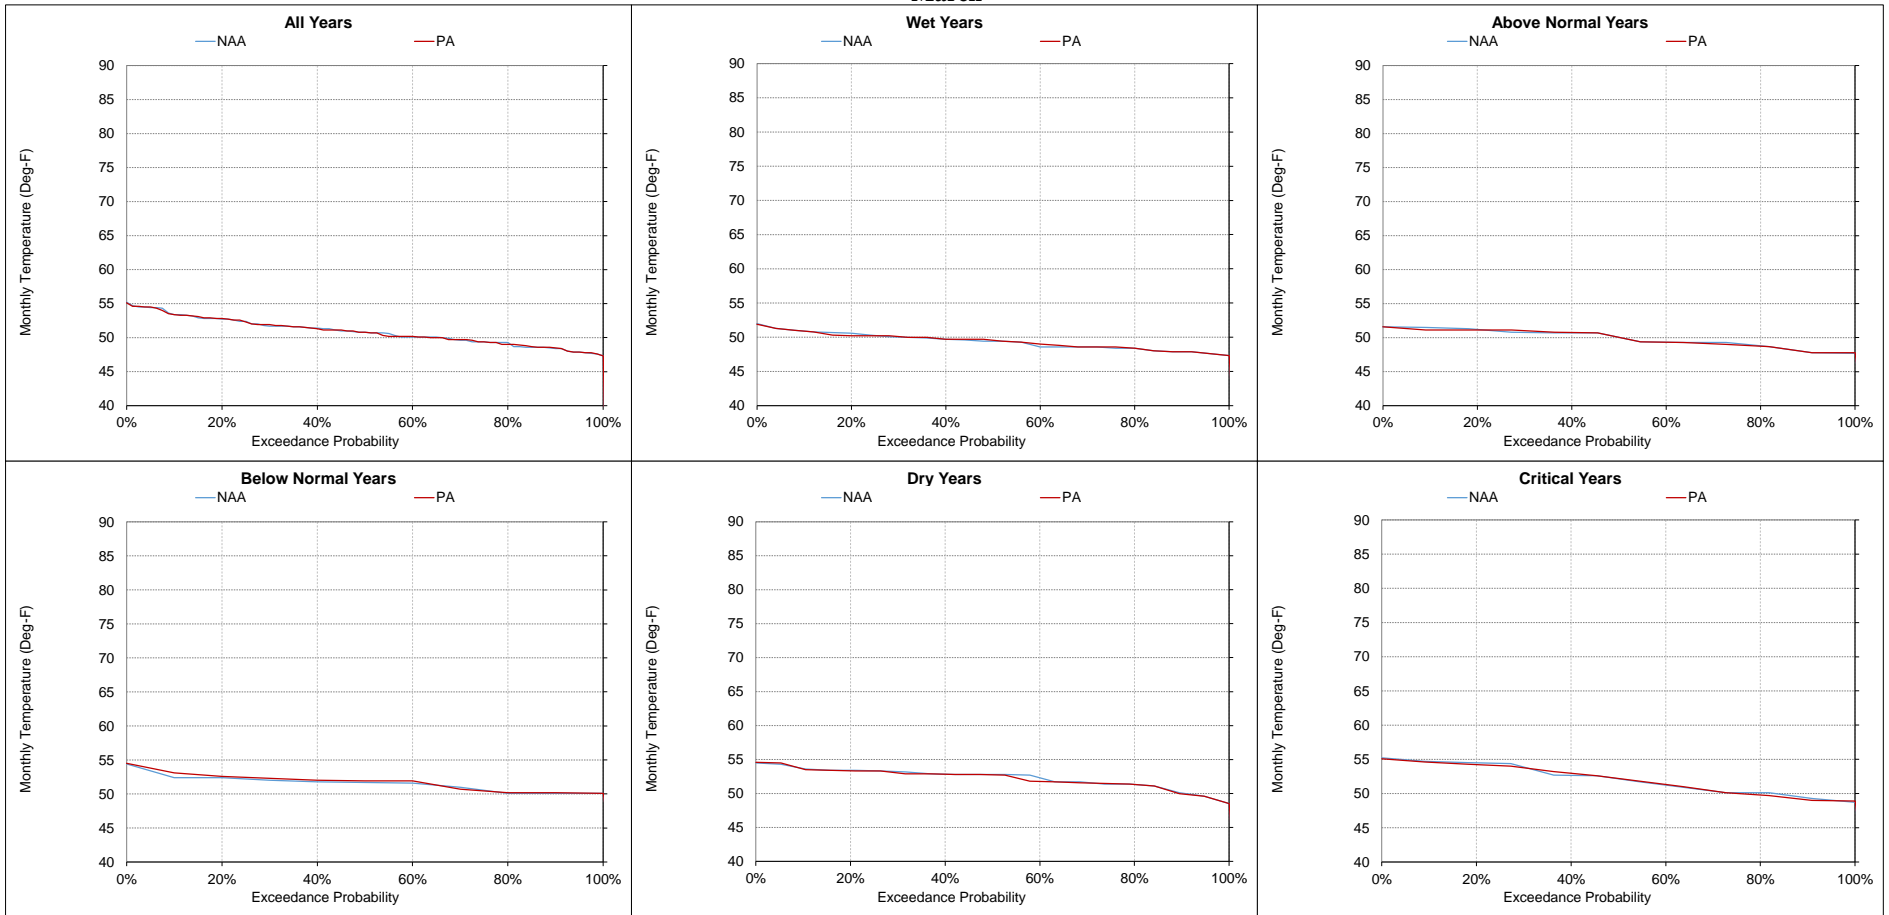 All Years
NAA PA
90
85
80
75
70
65
60
55
50
45
40
Monthly Temperature (Deg-F)
0% 20% 40% 60% 80% 100%
Exceedance Probability
Wet Years
NAA PA
90
85
80
75
70
65
60
55
50
45
40
Monthly Temperature (Deg-F)
0% 20% 40% 60% 80% 100%
Exceedance Probability
Above Normal Years
NAA PA
90
85
80
75
70
65
60
55
50
45
40
Monthly Temperature (Deg-F)
0% 20% 40% 60% 80% 100%
Exceedance Probability
Below Normal Years
NAA PA
90
85
80
75
70
65
60
55
50
45
40
Monthly Temperature (Deg-F)
0% 20% 40% 60% 80% 100%
Exceedance Probability
Dry Years
NAA PA
90
85
80
75
70
65
60
55
50
45
40
Monthly Temperature (Deg-F)
0% 20% 40% 60% 80% 100%
Exceedance Probability
Critical Years
NAA PA
90
85
80
75
70
65
60
55
50
45
40
Monthly Temperature (Deg-F)
0% 20% 40% 60% 80% 100%
Exceedance Probability